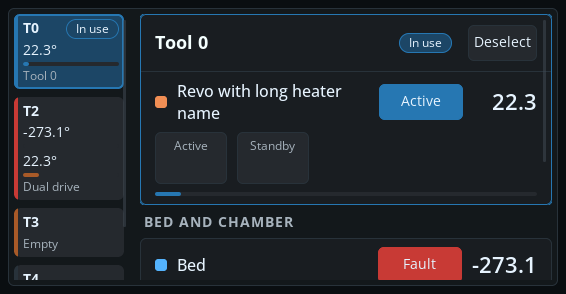 T0 In use
22.3°
Tool 0
T2
-273.1°
22.3°
Dual drive
T3
Empty
T4
Tool 0 In use Deselect
Revo with long heater
name
Active 22.3
Active Standby
BED AND CHAMBER
Bed Fault -273.1